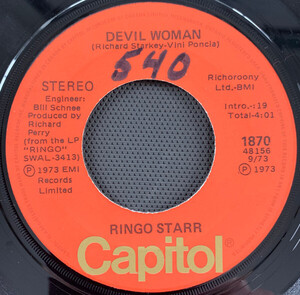 DEVIL WOMAN
(Richard Starkey-Vini Poncia)
540
STEREO
Richoroony
Ltd.-BMI
Engineer:
Bill Schnee
Produced by
Richard
Perry
(from the LP
"RINGO"
SWAL-3413)
Ⓟ 1973 EMI
Records
Limited
Intro.-:19
Total-4:01
1870
48156
9/73
Ⓟ 1973
RINGO STARR
Capitol®